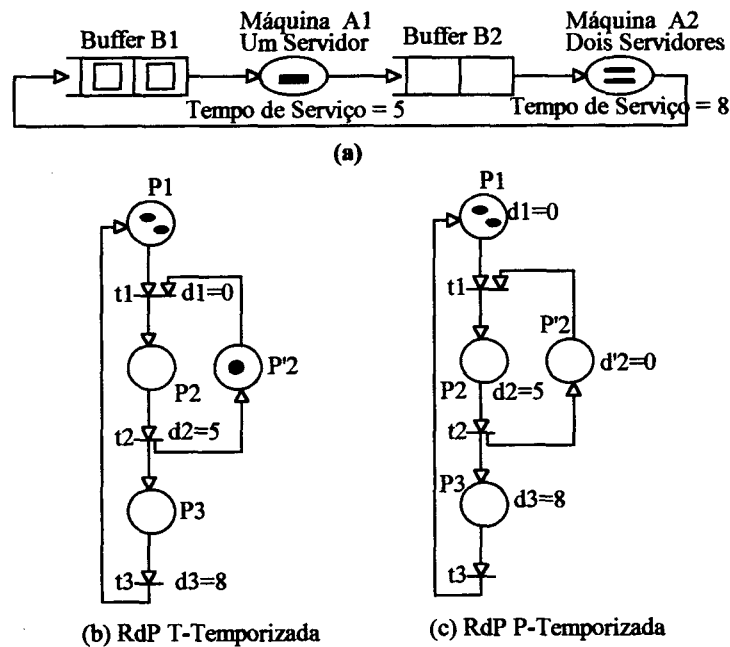 Buffer B1
Máquina A1
Um Servidor
Buffer B2
Máquina A2
Dois Servidores
Tempo de Serviço = 5
Tempo de Serviço = 8
(a)
P1
t1
d1=0
P2
P'2
t2
d2=5
P3
t3
d3=8
(b) RdP T-Temporizada
P1
d1=0
t1
P'2
d'2=0
P2
d2=5
t2
P3
d3=8
t3
(c) RdP P-Temporizada